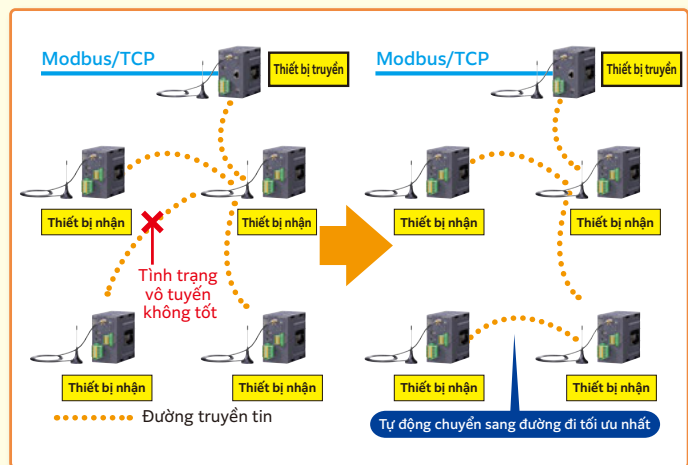 Modbus/TCP
Thiết bị truyền
Thiết bị nhận
Thiết bị nhận
Tình trạng
vô tuyến
không tốt
Thiết bị nhận
Thiết bị nhận
Đường truyền tin
Modbus/TCP
Thiết bị truyền
Thiết bị nhận
Thiết bị nhận
Thiết bị nhận
Thiết bị nhận
Tự động chuyển sang đường đi tối ưu nhất